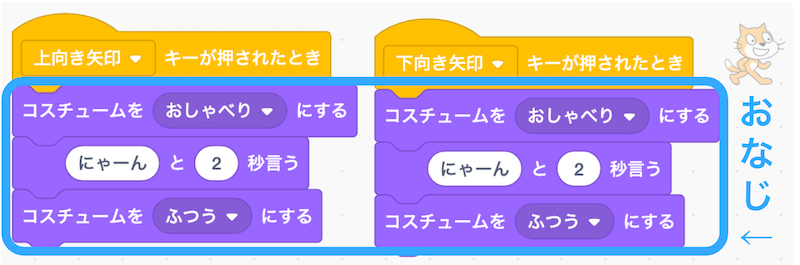 上向き矢印 キーが押されたとき
コスチュームを おしゃべり にする
にゃーん と 2 秒言う
コスチュームを ふつう にする
下向き矢印 キーが押されたとき
コスチュームを おしゃべり にする
にゃーん と 2 秒言う
コスチュームを ふつう にする
おなじ